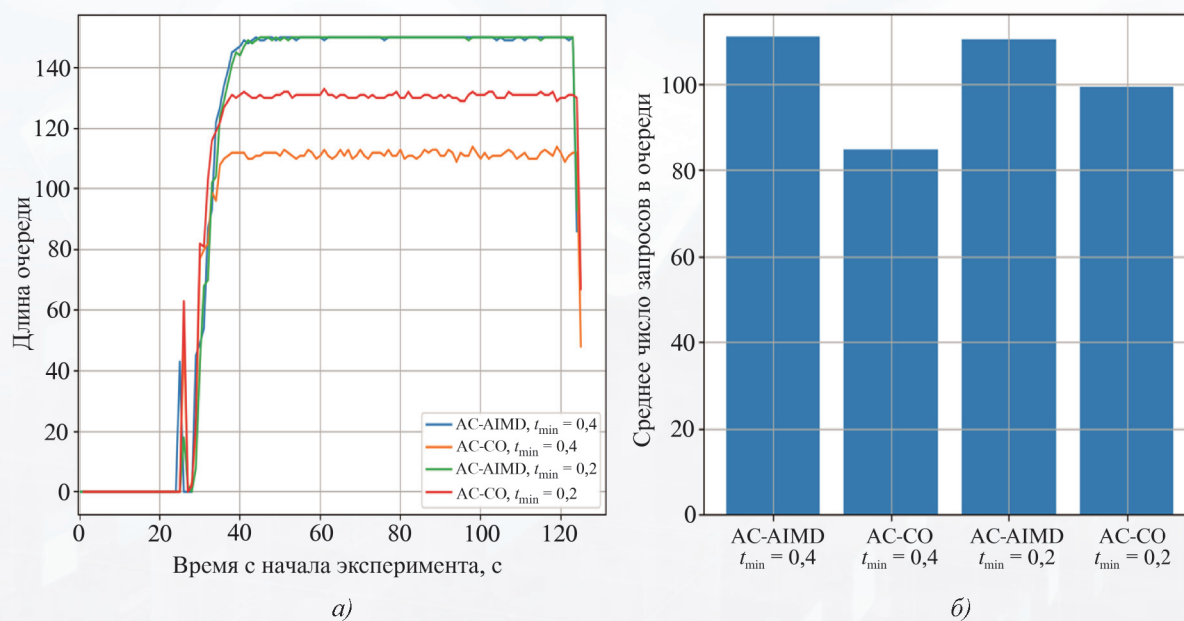 Длина очереди
140
120
100
80
60
40
20
0
0 20 40 60 80 100 120
Время с начала эксперимента, с
AC-AIMD, tmin = 0,4
AC-CO, tmin = 0,4
AC-AIMD, tmin = 0,2
AC-CO, tmin = 0,2
а)
Среднее число запросов в очереди
100
80
60
40
20
0
AC-AIMD AC-CO AC-AIMD AC-CO
tmin = 0,4 tmin = 0,4 tmin = 0,2 tmin = 0,2
б)